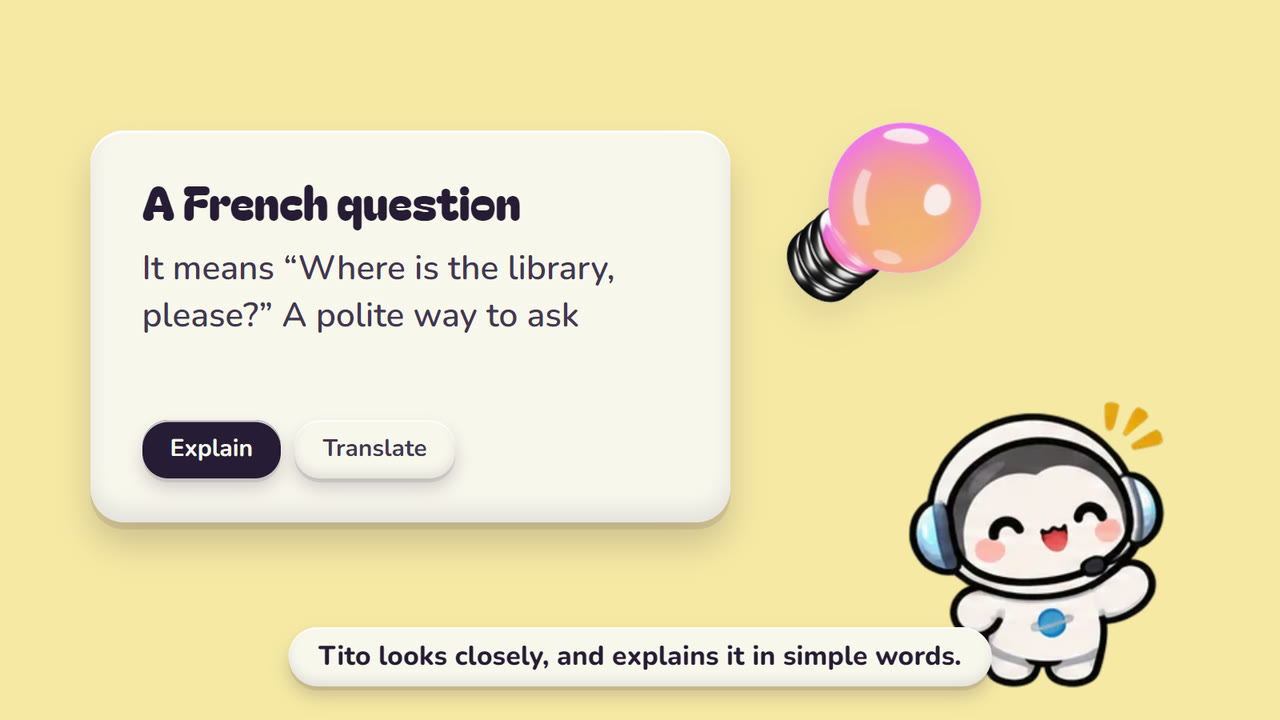 A French question
It means “Where is the library,
please?” A polite way to ask
Explain
Translate
Tito looks closely, and explains it in simple words.